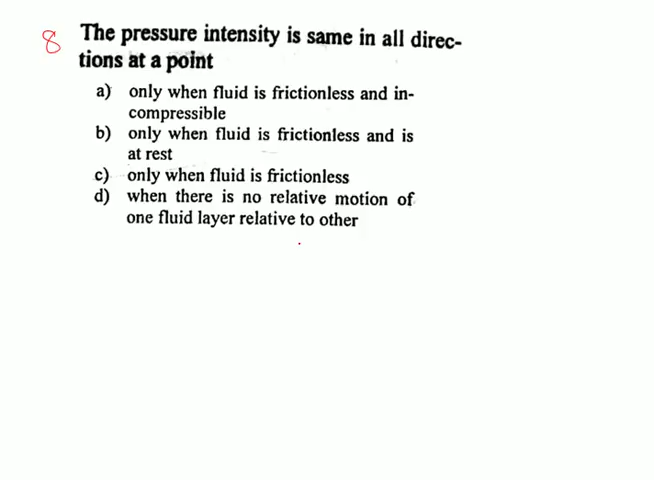 8 The pressure intensity is same in all direc-
tions at a point
a) only when fluid is frictionless and in-
compressible
b) only when fluid is frictionless and is
at rest
c) only when fluid is frictionless
d) when there is no relative motion of
one fluid layer relative to other